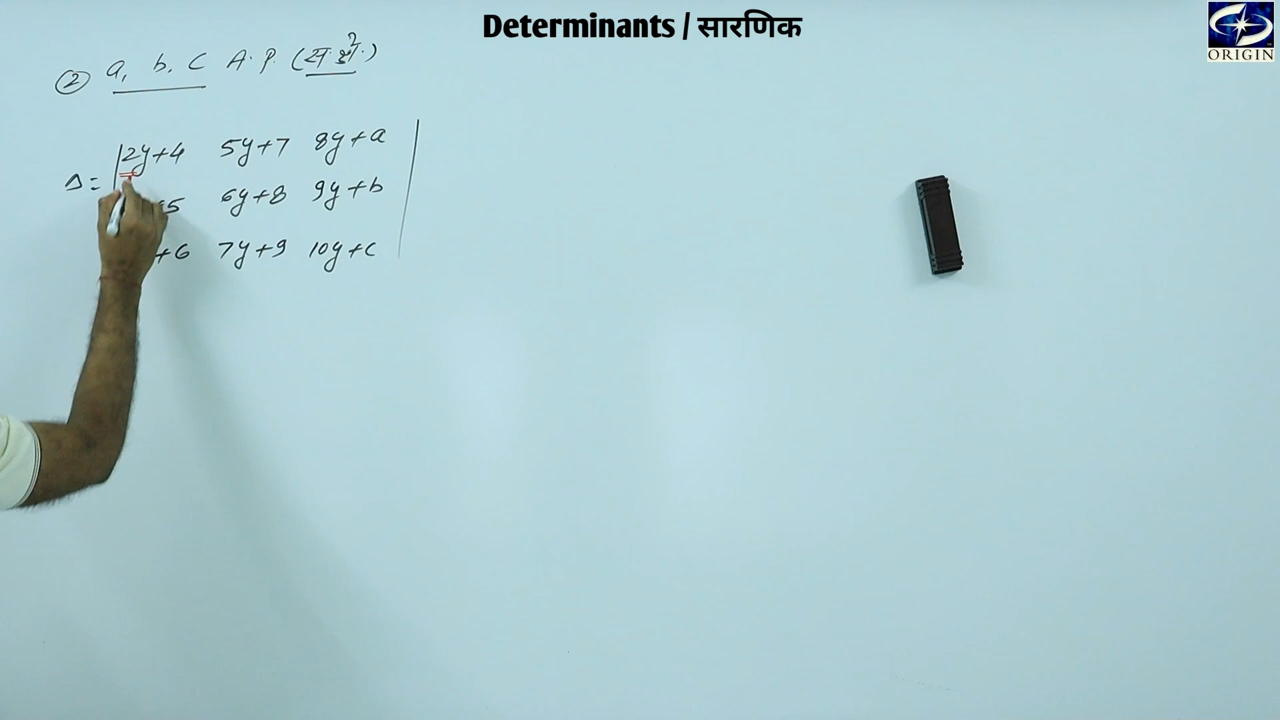 Determinants / सारणिक
ORIGIN
② a, b, c A.P. (स.श्रे.)
Δ = | 2y+4 5y+7 8y+a |
+5 6y+8 9y+b
+6 7y+9 10y+c